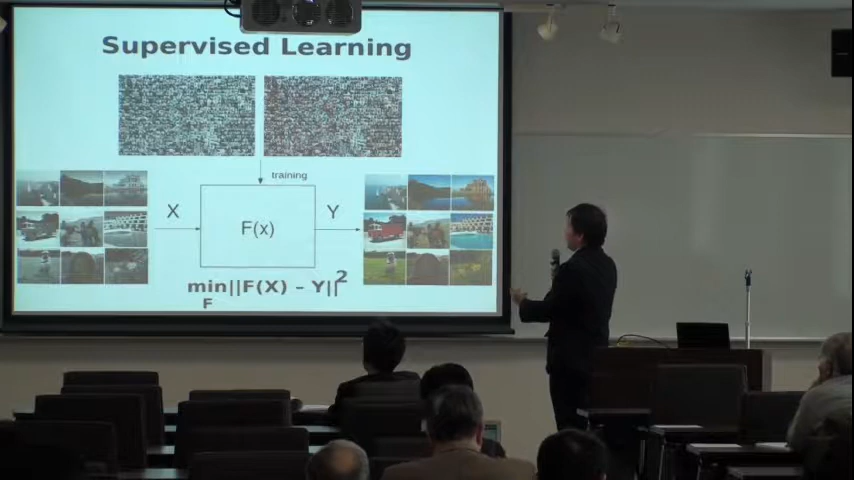 Supervised Learning
training
X
F(x)
Y
min||F(X) - Y||²
F